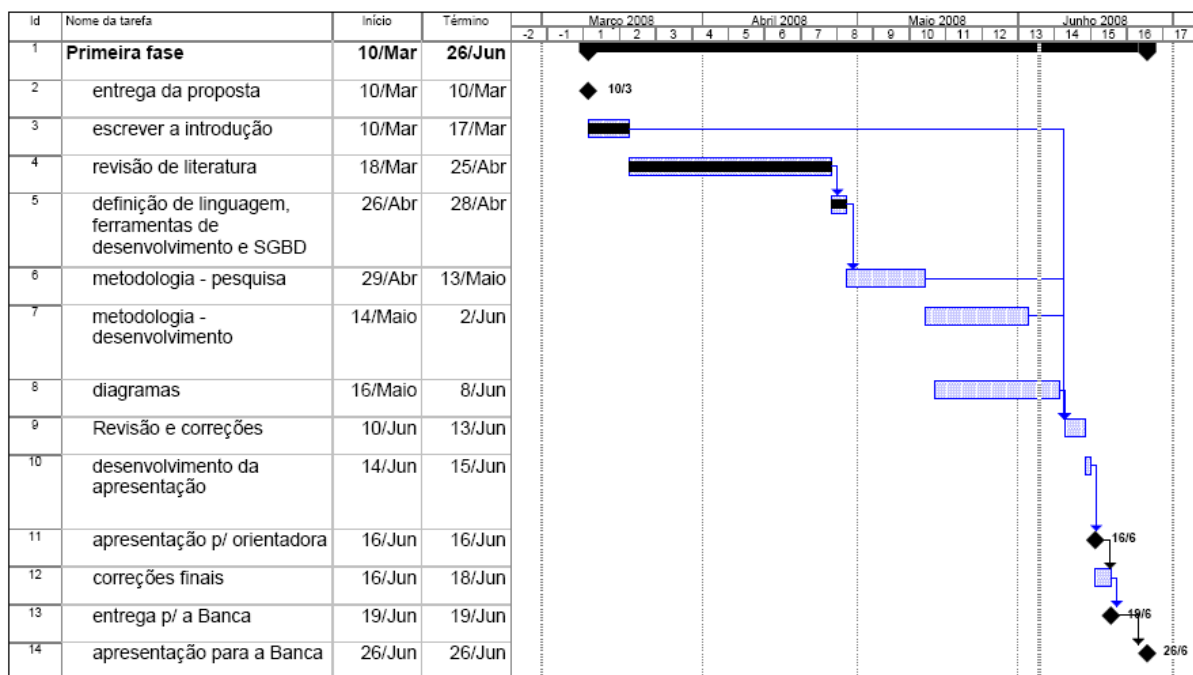 Id Nome da tarefa Início Término Março 2008 Abril 2008 Maio 2008 Junho 2008
-2 -1 1 2 3 4 5 6 7 8 9 10 11 12 13 14 15 16 17
1 Primeira fase 10/Mar 26/Jun
2 entrega da proposta 10/Mar 10/Mar 10/3
3 escrever a introdução 10/Mar 17/Mar
4 revisão de literatura 18/Mar 25/Abr
5 definição de linguagem, 26/Abr 28/Abr
ferramentas de
desenvolvimento e SGBD
6 metodologia - pesquisa 29/Abr 13/Maio
7 metodologia - 14/Maio 2/Jun
desenvolvimento
8 diagramas 16/Maio 8/Jun
9 Revisão e correções 10/Jun 13/Jun
10 desenvolvimento da 14/Jun 15/Jun
apresentação
11 apresentação p/ orientadora 16/Jun 16/Jun 16/6
12 correções finais 16/Jun 18/Jun
13 entrega p/ a Banca 19/Jun 19/Jun 19/6
14 apresentação para a Banca 26/Jun 26/Jun 26/6